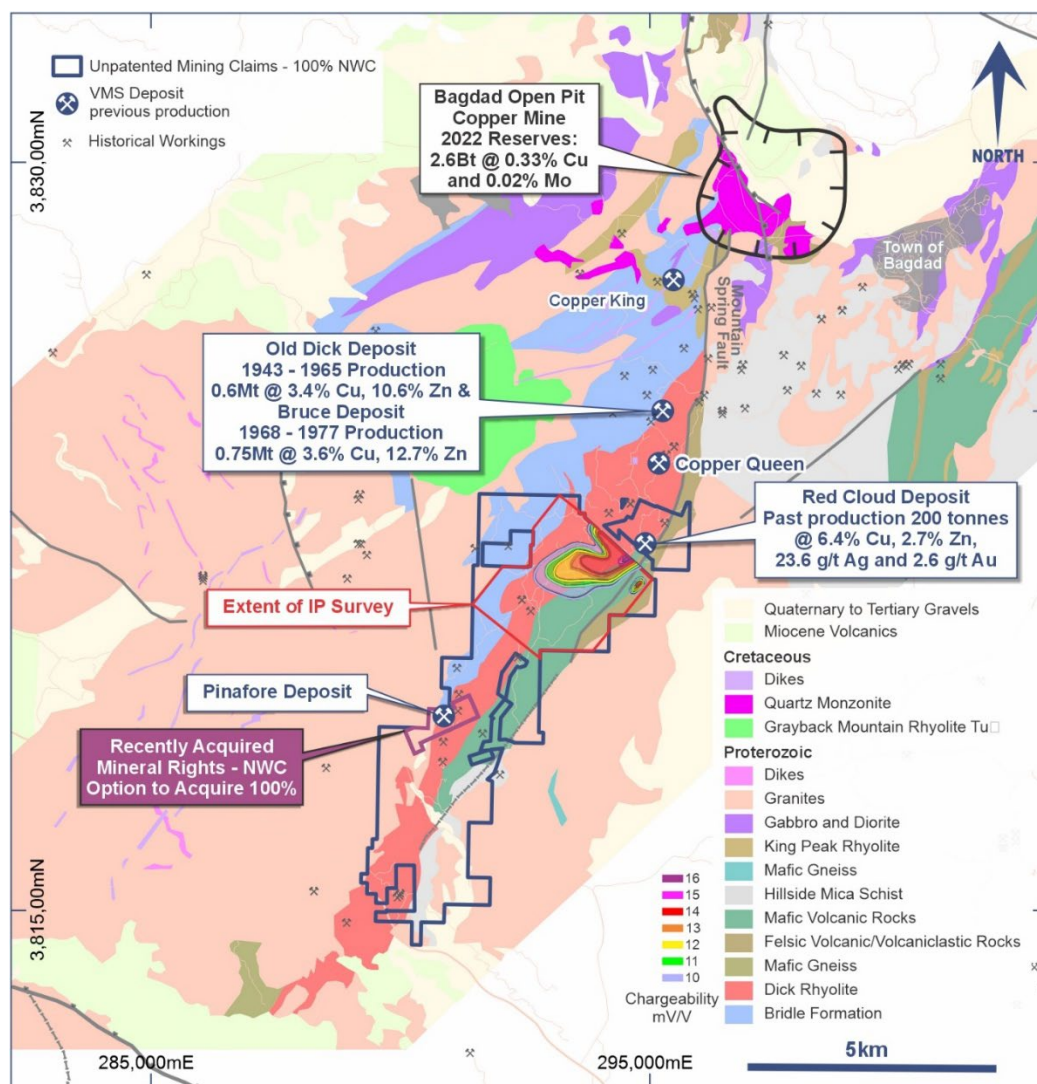 Unpatented Mining Claims - 100% NWC
VMS Deposit
previous production
Historical Workings
Bagdad Open Pit
Copper Mine
2022 Reserves:
2.6Bt @ 0.33% Cu
and 0.02% Mo
NORTH
3,830,00mN
Town of
Bagdad
Copper King
Mountain
Spring Fault
Old Dick Deposit
1943 - 1965 Production
0.6Mt @ 3.4% Cu, 10.6% Zn &
Bruce Deposit
1968 - 1977 Production
0.75Mt @ 3.6% Cu, 12.7% Zn
Copper Queen
Red Cloud Deposit
Past production 200 tonnes
@ 6.4% Cu, 2.7% Zn,
23.6 g/t Ag and 2.6 g/t Au
Extent of IP Survey
Pinafore Deposit
Recently Acquired
Mineral Rights - NWC
Option to Acquire 100%
Quaternary to Tertiary Gravels
Miocene Volcanics
Cretaceous
Dikes
Quartz Monzonite
Grayback Mountain Rhyolite Tu□
Proterozoic
Dikes
Granites
Gabbro and Diorite
King Peak Rhyolite
Mafic Gneiss
Hillside Mica Schist
Mafic Volcanic Rocks
Felsic Volcanic/Volcaniclastic Rocks
Mafic Gneiss
Dick Rhyolite
Bridle Formation
16
15
14
13
12
11
10
Chargeability
mV/V
3,815,00mN
285,000mE
295,000mE
5km